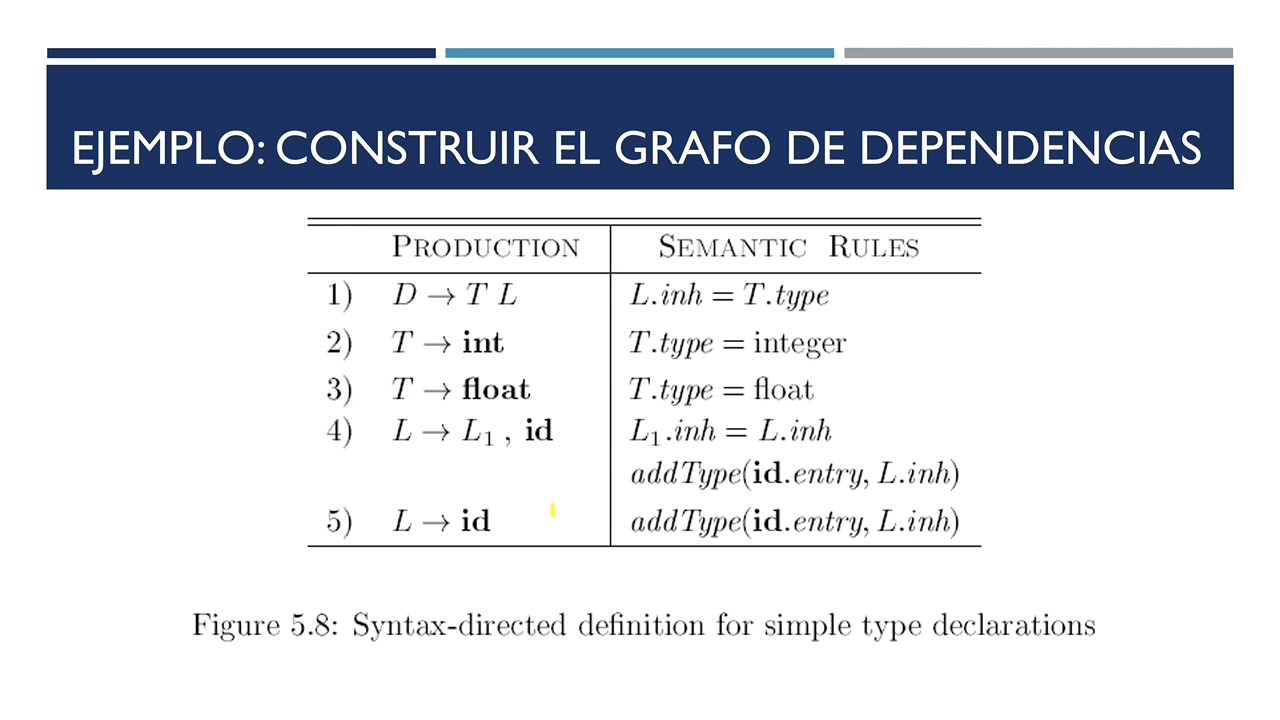 EJEMPLO: CONSTRUIR EL GRAFO DE DEPENDENCIAS
PRODUCTION SEMANTIC RULES
1) D → T L L.inh = T.type
2) T → int T.type = integer
3) T → float T.type = float
4) L → L₁ , id L₁.inh = L.inh
addType(id.entry, L.inh)
5) L → id addType(id.entry, L.inh)
Figure 5.8: Syntax-directed definition for simple type declarations